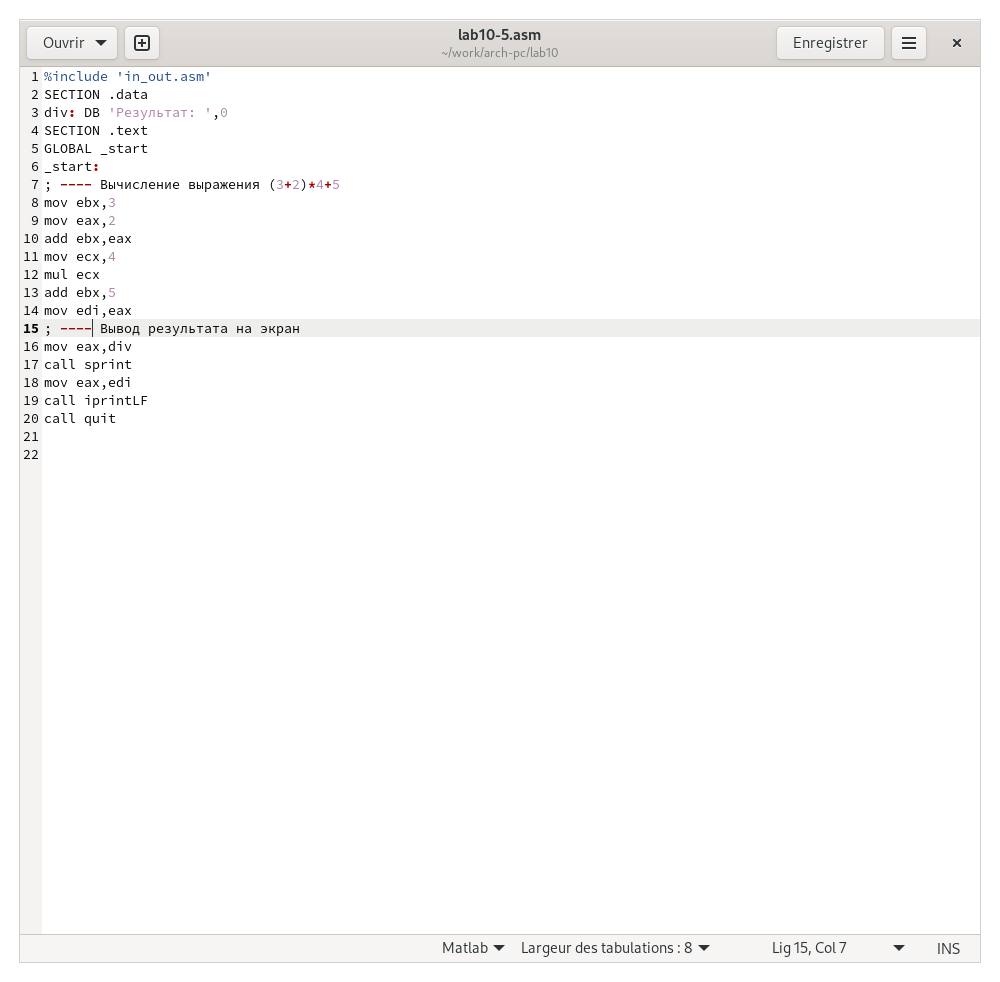 Ouvrir
lab10-5.asm
~/work/arch-pc/lab10
Enregistrer
1 %include 'in_out.asm'
2 SECTION .data
3 div: DB 'Результат: ',0
4 SECTION .text
5 GLOBAL _start
6 _start:
7 ; ---- Вычисление выражения (3+2)*4+5
8 mov ebx,3
9 mov eax,2
10 add ebx,eax
11 mov ecx,4
12 mul ecx
13 add ebx,5
14 mov edi,eax
15 ; ---- Вывод результата на экран
16 mov eax,div
17 call sprint
18 mov eax,edi
19 call iprintLF
20 call quit
21
22
Matlab Largeur des tabulations : 8 Lig 15, Col 7 INS